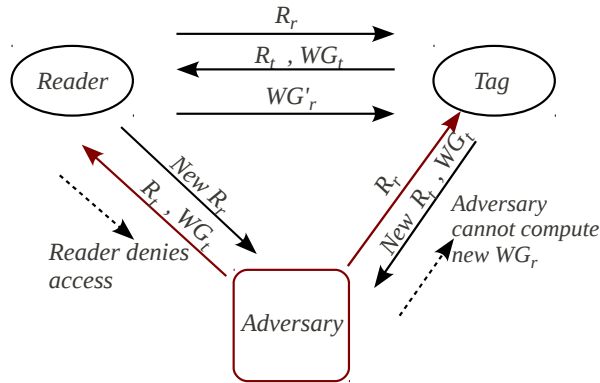 R_r
R_t , WG_t
Reader
Tag
WG'_r
New R_r
R_t , WG_t
R_r
New R_t , WG_t
Reader denies
access
Adversary
cannot compute
new WG_r
Adversary